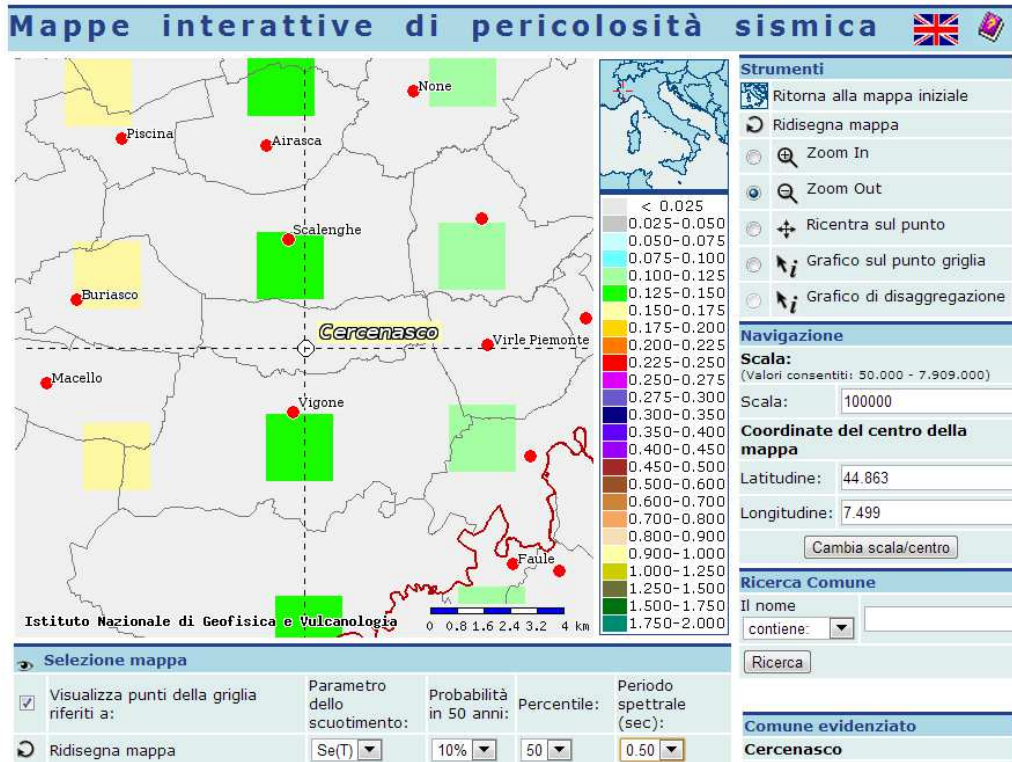 Mappe interattive di pericolosità sismica
None
Piscina
Airasca
Scalenghe
Buriasco
Cercenasco
Virle Piemonte
Macello
Vigone
Faule
Istituto Nazionale di Geofisica e Vulcanologia
0 0.8 1.6 2.4 3.2 4 km
< 0.025
0.025-0.050
0.050-0.075
0.075-0.100
0.100-0.125
0.125-0.150
0.150-0.175
0.175-0.200
0.200-0.225
0.225-0.250
0.250-0.275
0.275-0.300
0.300-0.350
0.350-0.400
0.400-0.450
0.450-0.500
0.500-0.600
0.600-0.700
0.700-0.800
0.800-0.900
0.900-1.000
1.000-1.250
1.250-1.500
1.500-1.750
1.750-2.000
Strumenti
Ritorna alla mappa iniziale
Ridisegna mappa
Zoom In
Zoom Out
Ricentra sul punto
Grafico sul punto griglia
Grafico di disaggregazione
Navigazione
Scala:
(Valori consentiti: 50.000 - 7.909.000)
Scala: 100000
Coordinate del centro della
mappa
Latitudine: 44.863
Longitudine: 7.499
Cambia scala/centro
Ricerca Comune
Il nome
contiene:
Ricerca
Comune evidenziato
Cercenasco
Selezione mappa
Visualizza punti della griglia
riferiti a:
Parametro
dello
scuotimento:
Probabilità
in 50 anni:
Percentile:
Periodo
spettrale
(sec):
Ridisegna mappa
Se(T) 10% 50 0.50